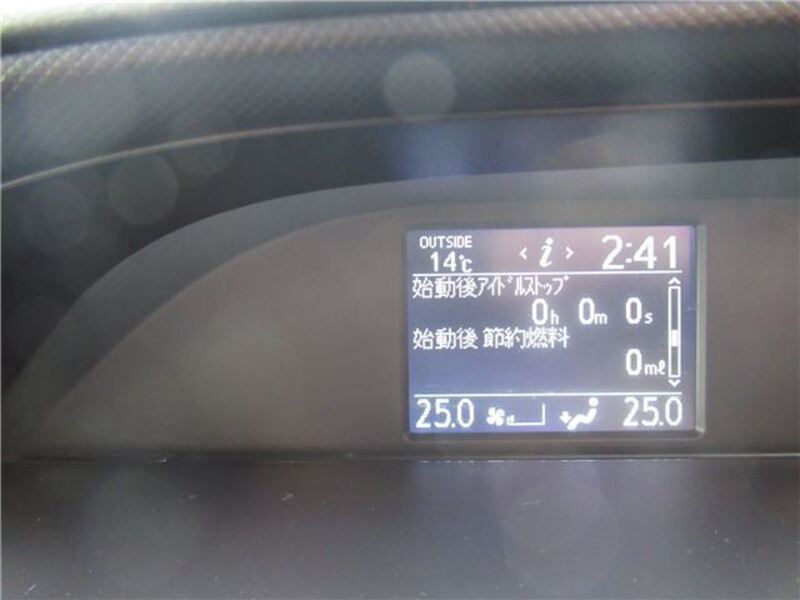 OUTSIDE
14℃ < i > 2:41
始動後アイドルストップ
0h 0m 0s
始動後 節約燃料
0mℓ
25.0 25.0